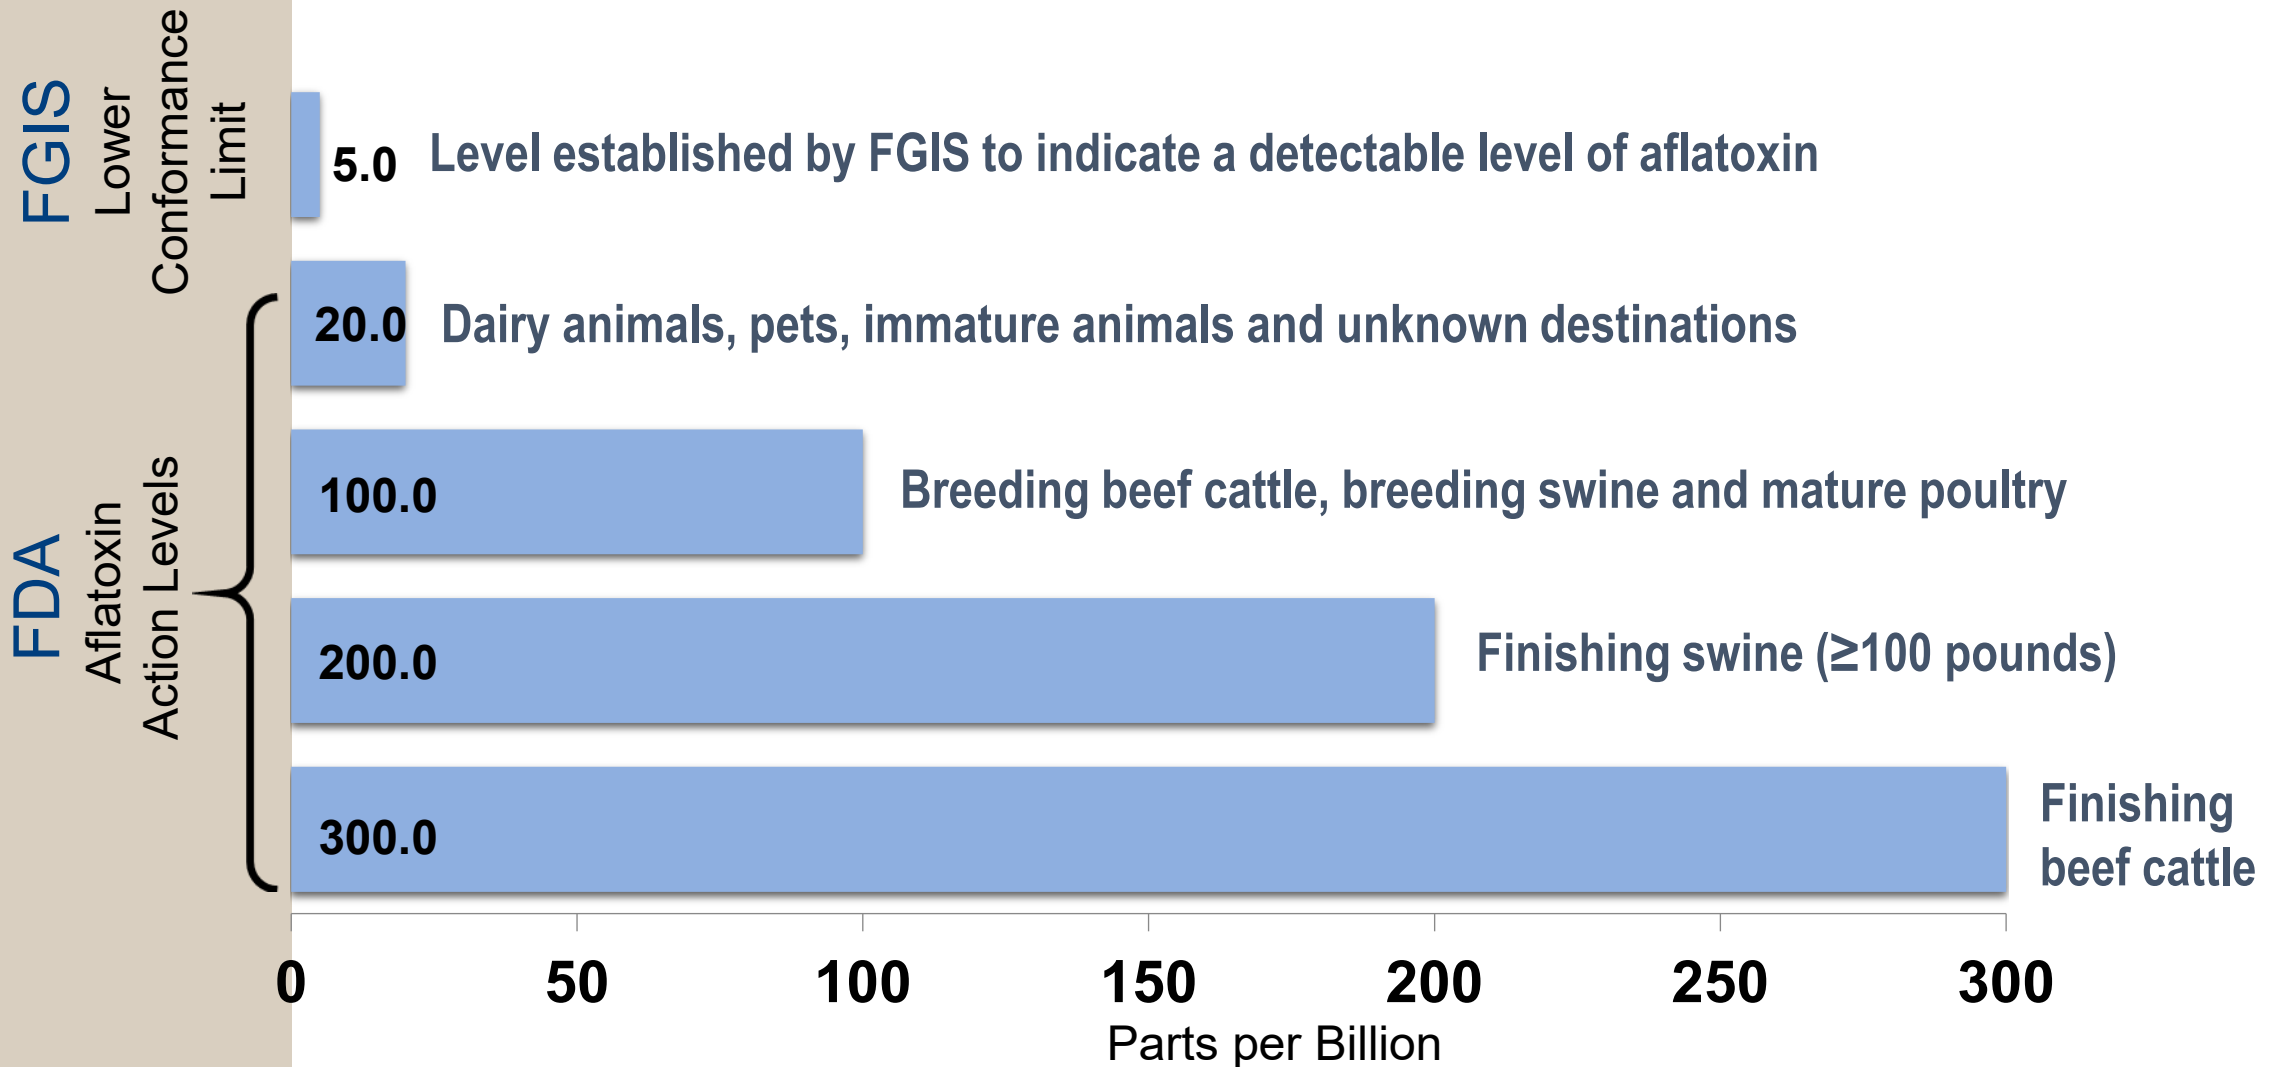 FGIS
Lower
Conformance
Limit
5.0
Level established by FGIS to indicate a detectable level of aflatoxin
FDA
Aflatoxin
Action Levels
20.0
Dairy animals, pets, immature animals and unknown destinations
100.0
Breeding beef cattle, breeding swine and mature poultry
200.0
Finishing swine (≥100 pounds)
300.0
Finishing
beef cattle
0 50 100 150 200 250 300
Parts per Billion